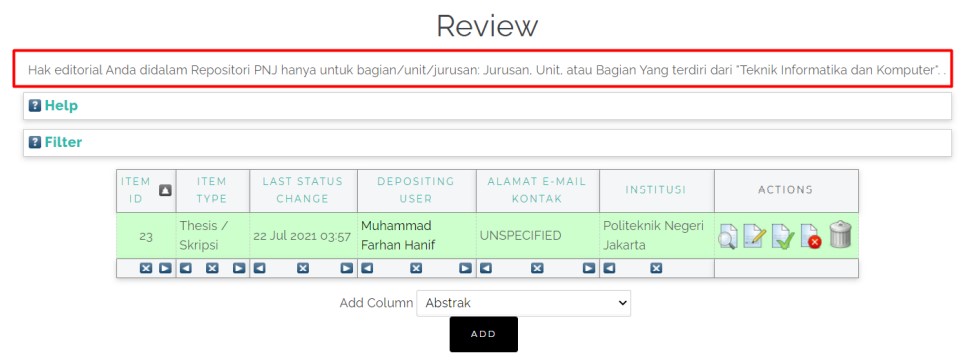 Review
Hak editorial Anda didalam Repositori PNJ hanya untuk bagian/unit/jurusan: Jurusan, Unit, atau Bagian Yang terdiri dari "Teknik Informatika dan Komputer". .
? Help
? Filter
ITEM ID
ITEM TYPE
LAST STATUS CHANGE
DEPOSITING USER
ALAMAT E-MAIL KONTAK
INSTITUSI
ACTIONS
23
Thesis / Skripsi
22 Jul 2021 03:57
Muhammad Farhan Hanif
UNSPECIFIED
Politeknik Negeri Jakarta
Add Column Abstrak
ADD